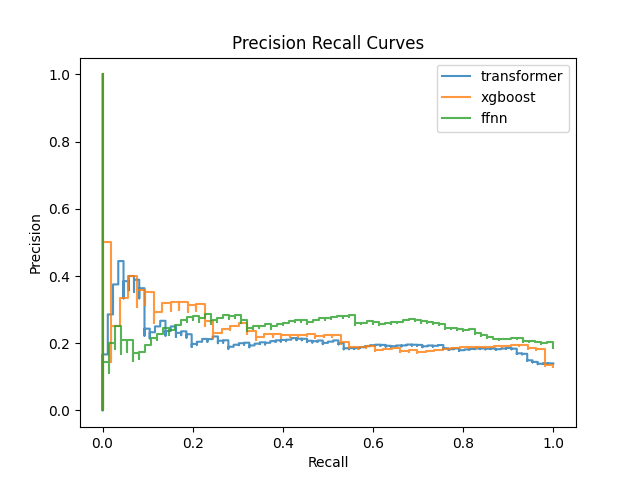 Precision Recall Curves
transformer
xgboost
ffnn
Precision
1.0
0.8
0.6
0.4
0.2
0.0
0.0 0.2 0.4 0.6 0.8 1.0
Recall